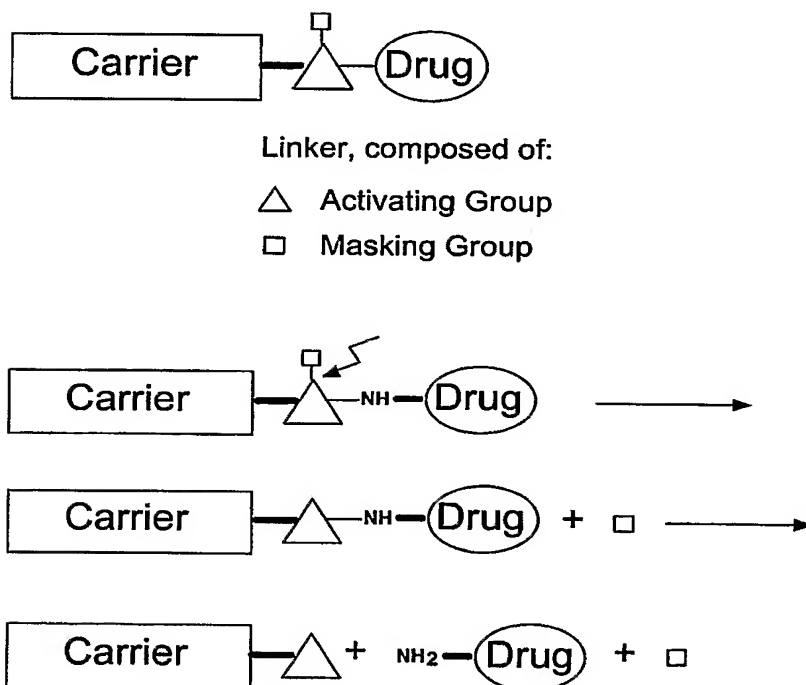 Carrier Drug
Linker, composed of:
Activating Group
Masking Group
Carrier NH Drug
Carrier NH Drug +
Carrier + NH2 Drug +